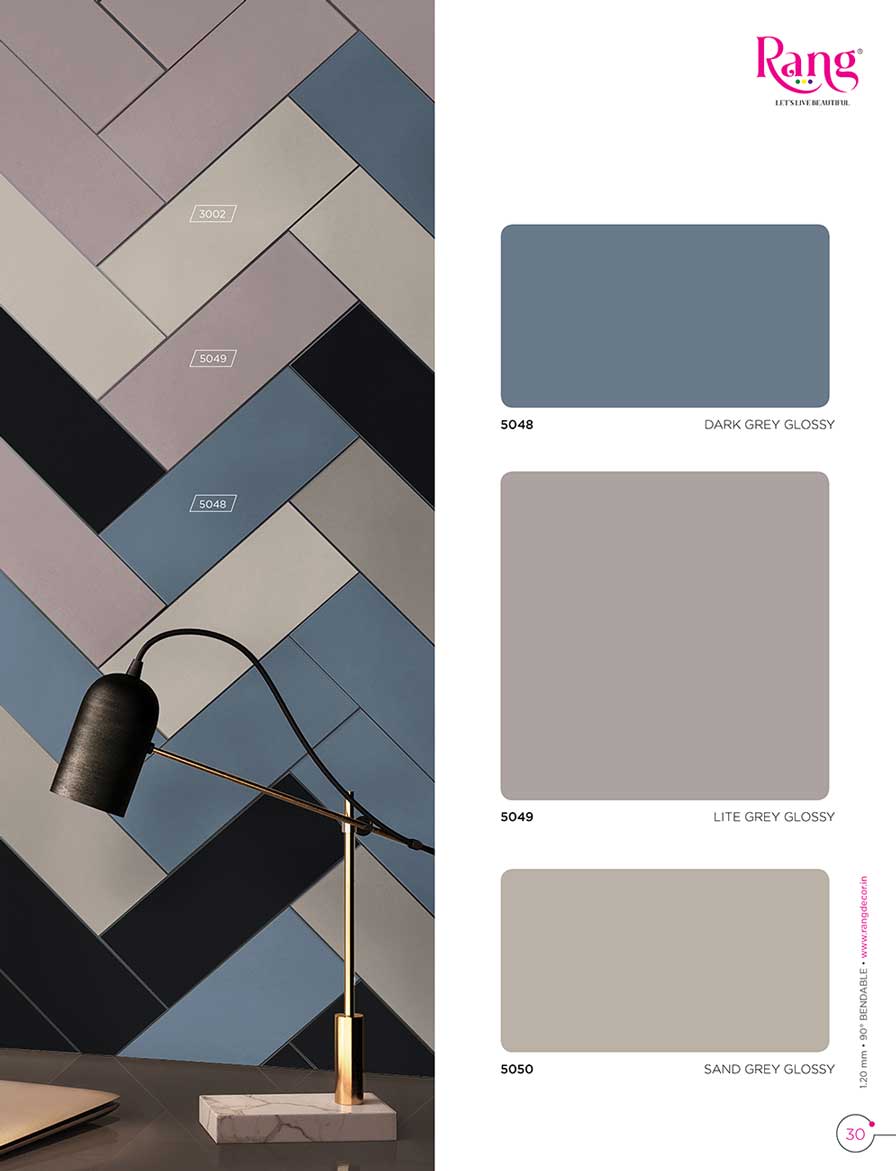 Rang®
LET'S LIVE BEAUTIFUL
3002
5049
5048
5048 DARK GREY GLOSSY
5049 LITE GREY GLOSSY
5050 SAND GREY GLOSSY
1.20 mm • 90° BENDABLE • www.rangdecor.in
30